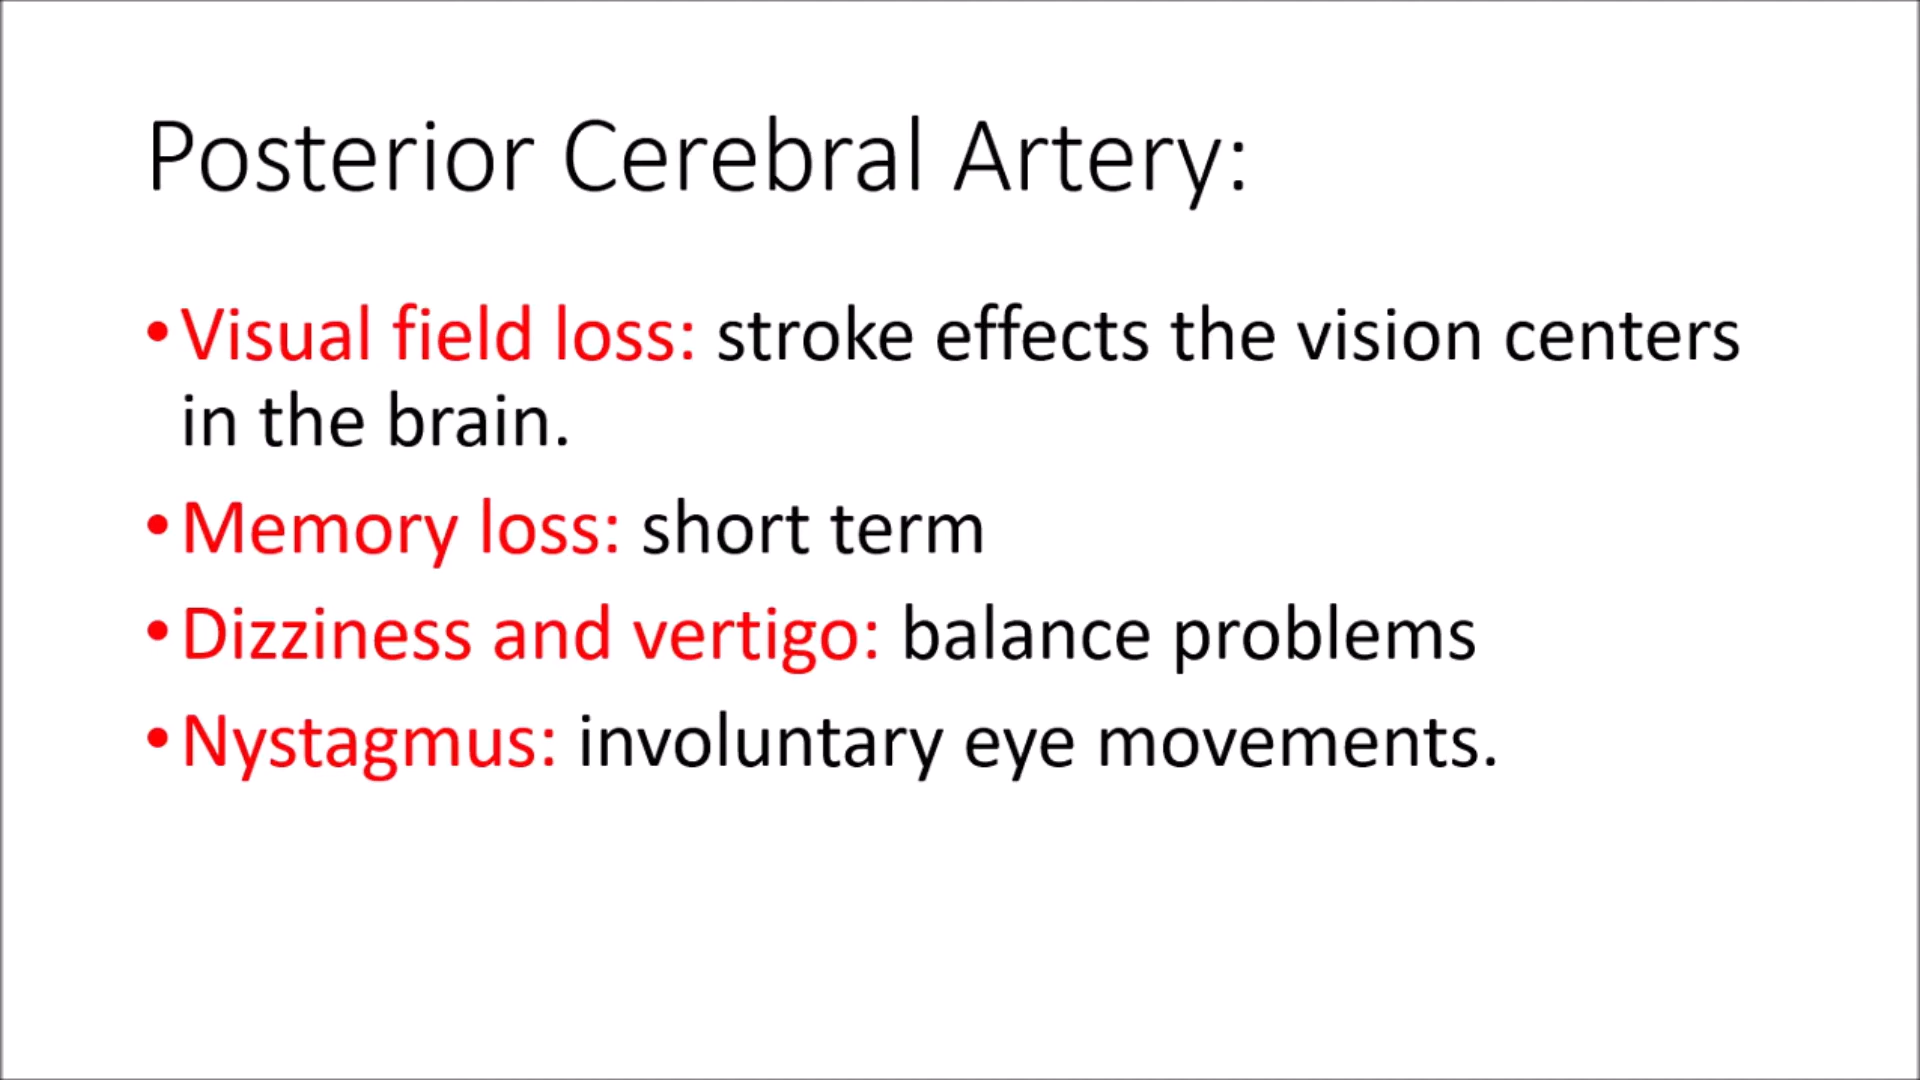 Posterior Cerebral Artery:
•Visual field loss: stroke effects the vision centers
in the brain.
•Memory loss: short term
•Dizziness and vertigo: balance problems
•Nystagmus: involuntary eye movements.